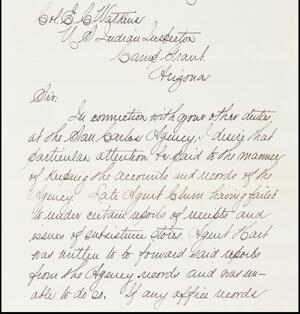 Col. E. C. Watkins
U S Indian Inspector
Camp Grant.
Arizona
Sir:
In connection with your other duties,
at the San Carlos Agency, I desire that
particular attention be paid to the manner
of keeping the accounts and records of the
Agency. Late Agent Clum having failed
to render certain reports of receipts and
issues of subsistence stores, Agent Hart
was written to to forward said reports
from the Agency records and was un-
able to do so. If any office records